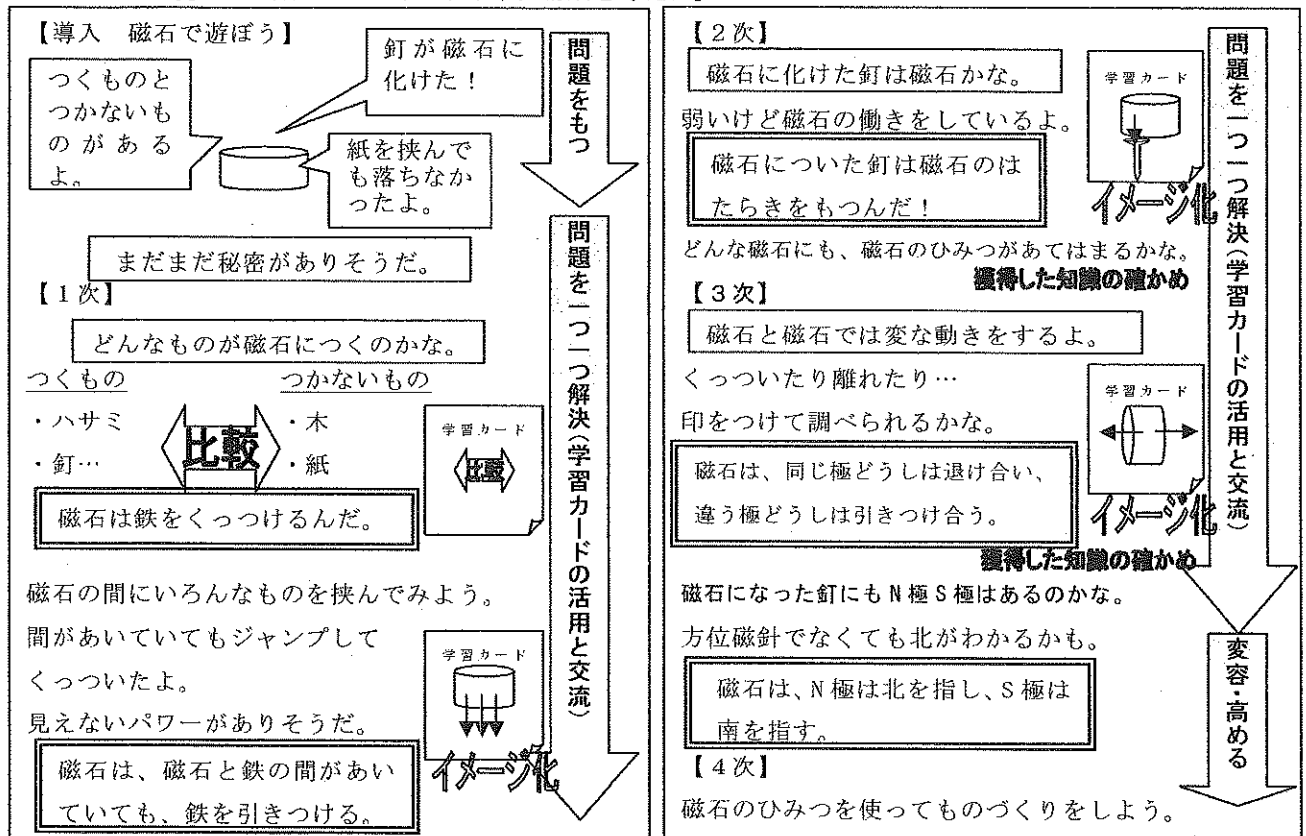 【導入　磁石で遊ぼう】
つくものと
つかないも
のがある
よ。
釘が磁石に
化けた！
紙を挟んで
も落ちなか
ったよ。
問題をもつ
まだまだ秘密がありそうだ。
【1次】
どんなものが磁石につくのかな。
つくもの　つかないもの
・ハサミ　・木
・釘…　・紙
比較
学習カード
比較
磁石は鉄をくっつけるんだ。
磁石の間にいろんなものを挟んでみよう。
間があいていてもジャンプして
くっついたよ。
見えないパワーがありそうだ。
学習カード
イメージ化
磁石は、磁石と鉄の間があい
ていても、鉄を引きつける。
問題を一つ一つ解決（学習カードの活用と交流）
【2次】
磁石に化けた釘は磁石かな。
弱いけど磁石の働きをしているよ。
磁石についた釘は磁石のは
たらきをもつんだ！
学習カード
イメージ化
どんな磁石にも、磁石のひみつがあてはまるかな。
獲得した知識の確かめ
【3次】
磁石と磁石では変な動きをするよ。
くっついたり離れたり…
印をつけて調べられるかな。
磁石は、同じ極どうしは退け合い、
違う極どうしは引きつけ合う。
学習カード
イメージ化
獲得した知識の確かめ
問題を一つ一つ解決（学習カードの活用と交流）
磁石になった釘にもN極S極はあるのかな。
方位磁針でなくても北がわかるかも。
磁石は、N極は北を指し、S極は
南を指す。
【4次】
磁石のひみつを使ってものづくりをしよう。
変容・高める